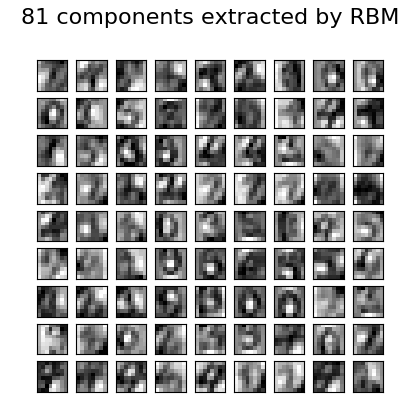 81 components extracted by RBM